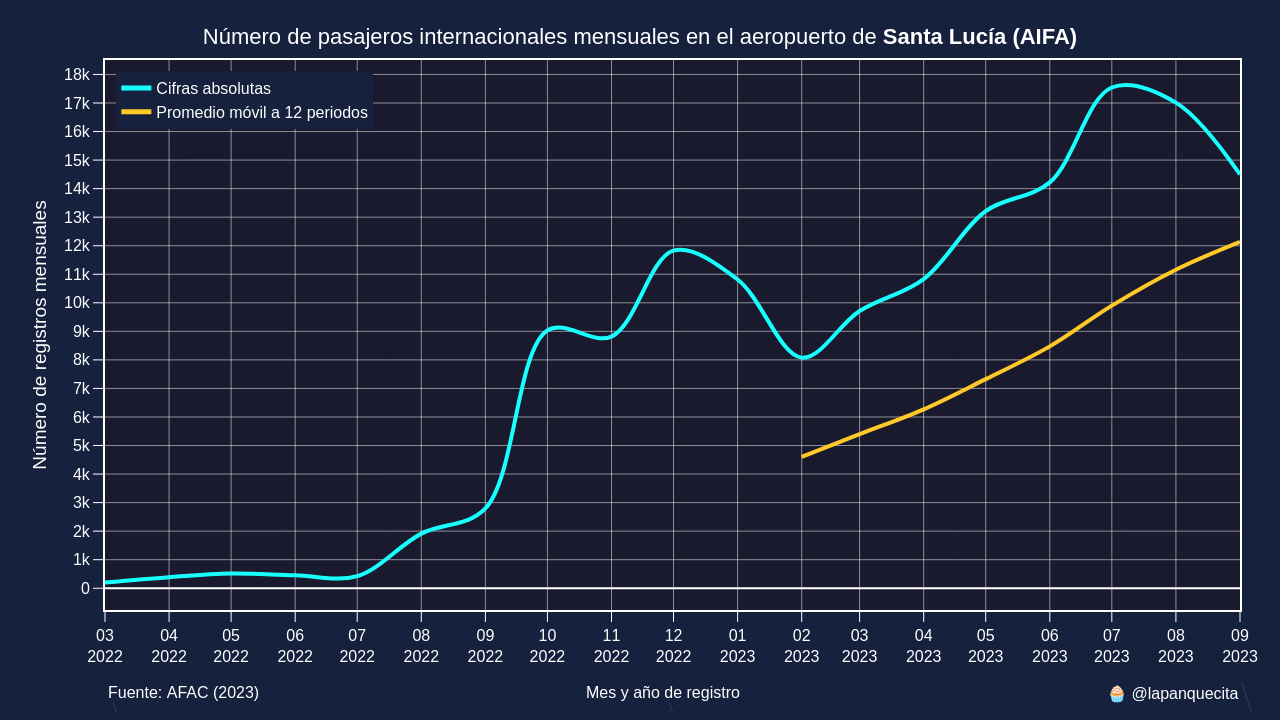 Número de pasajeros internacionales mensuales en el aeropuerto de Santa Lucía (AIFA)
Cifras absolutas
Promedio móvil a 12 periodos
Número de registros mensuales
18k
17k
16k
15k
14k
13k
12k
11k
10k
9k
8k
7k
6k
5k
4k
3k
2k
1k
0
03 04 05 06 07 08 09 10 11 12 01 02 03 04 05 06 07 08 09
2022 2022 2022 2022 2022 2022 2022 2022 2022 2022 2023 2023 2023 2023 2023 2023 2023 2023 2023
Fuente: AFAC (2023)
Mes y año de registro
🧁 @lapanquecita